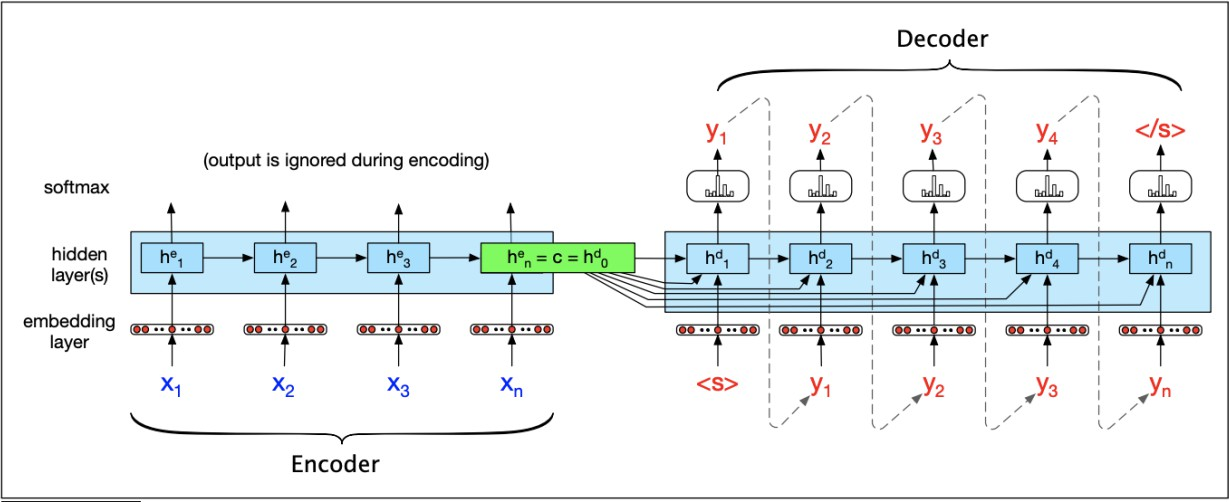 Decoder
y₁ y₂ y₃ y₄ </s>
(output is ignored during encoding)
softmax
hidden
layer(s)
hᵉ₁ hᵉ₂ hᵉ₃ hᵉₙ = c = hᵈ₀ hᵈ₁ hᵈ₂ hᵈ₃ hᵈ₄ hᵈₙ
embedding
layer
x₁ x₂ x₃ xₙ <s> y₁ y₂ y₃ yₙ
Encoder